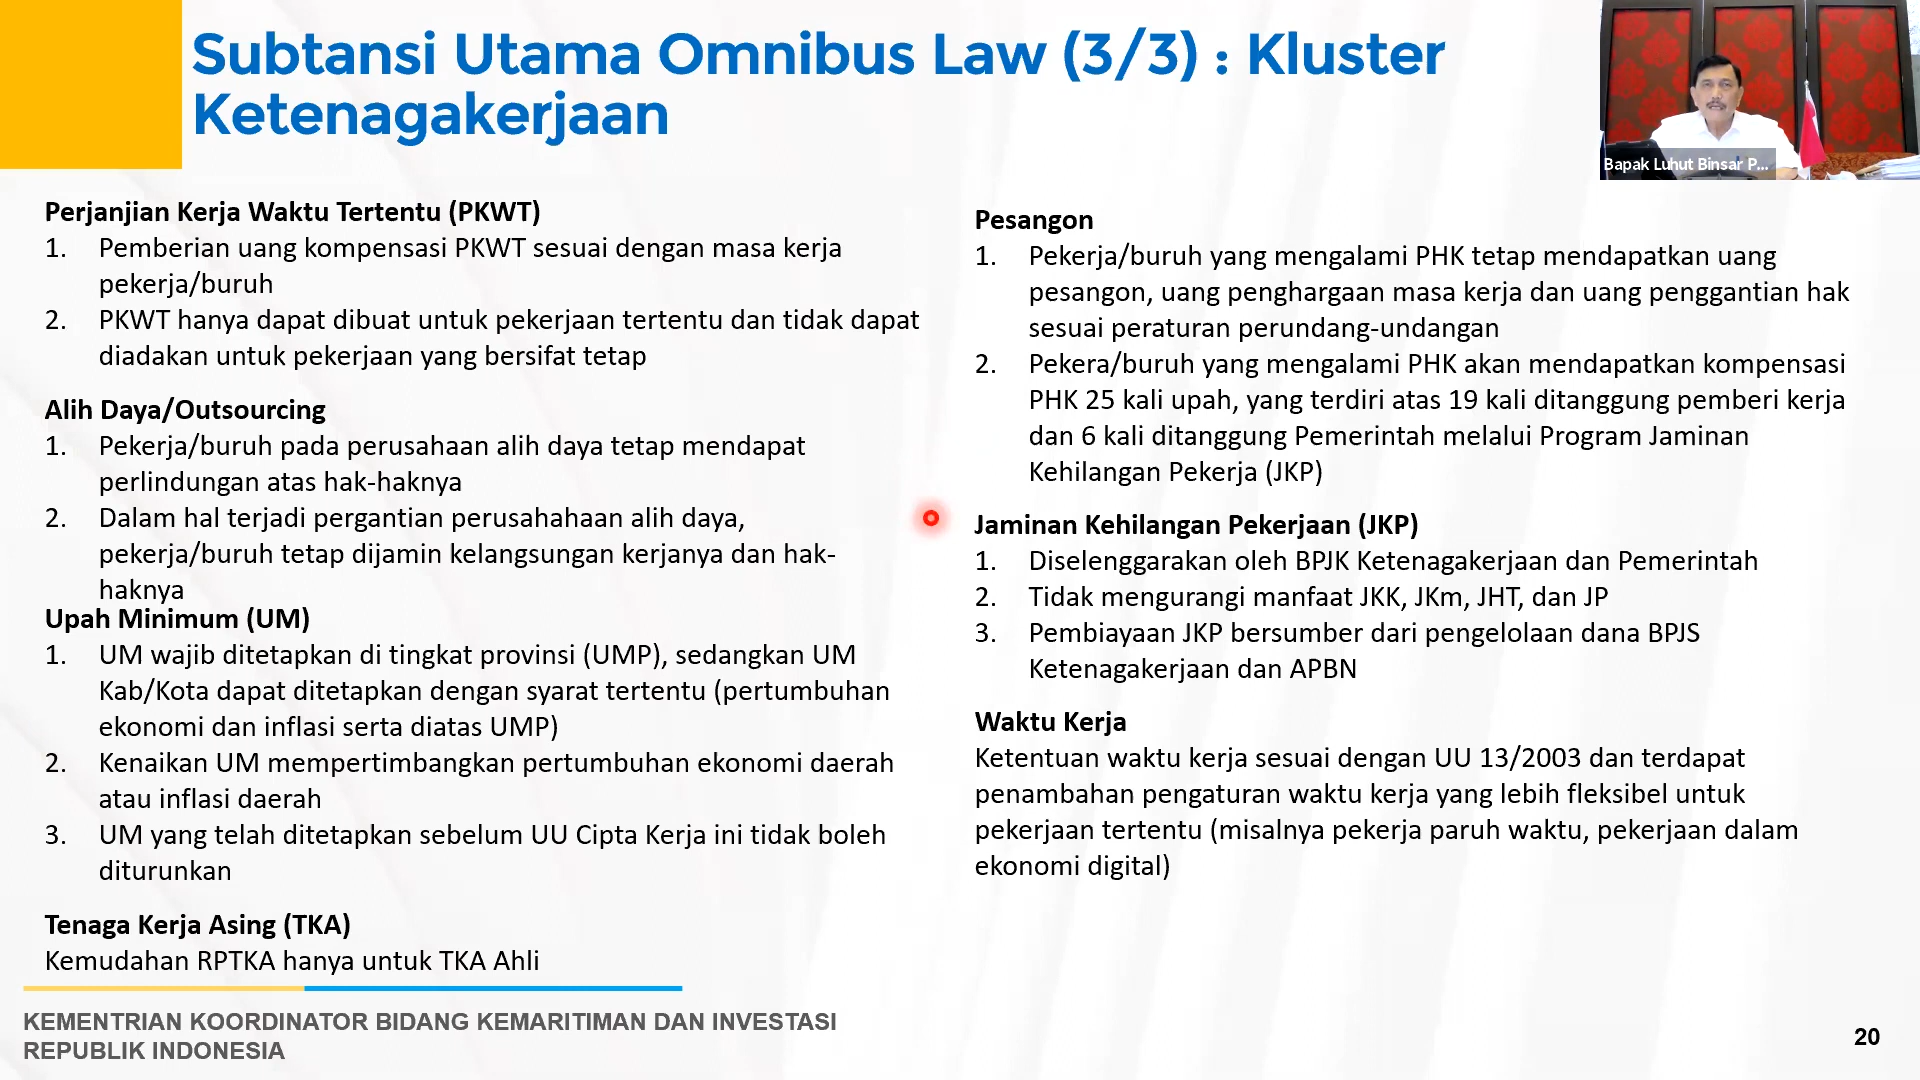 Subtansi Utama Omnibus Law (3/3) : Kluster
Ketenagakerjaan
Bapak Luhut Binsar P...
Perjanjian Kerja Waktu Tertentu (PKWT)
1. Pemberian uang kompensasi PKWT sesuai dengan masa kerja
pekerja/buruh
2. PKWT hanya dapat dibuat untuk pekerjaan tertentu dan tidak dapat
diadakan untuk pekerjaan yang bersifat tetap
Alih Daya/Outsourcing
1. Pekerja/buruh pada perusahaan alih daya tetap mendapat
perlindungan atas hak-haknya
2. Dalam hal terjadi pergantian perusahahaan alih daya,
pekerja/buruh tetap dijamin kelangsungan kerjanya dan hak-
haknya
Upah Minimum (UM)
1. UM wajib ditetapkan di tingkat provinsi (UMP), sedangkan UM
Kab/Kota dapat ditetapkan dengan syarat tertentu (pertumbuhan
ekonomi dan inflasi serta diatas UMP)
2. Kenaikan UM mempertimbangkan pertumbuhan ekonomi daerah
atau inflasi daerah
3. UM yang telah ditetapkan sebelum UU Cipta Kerja ini tidak boleh
diturunkan
Tenaga Kerja Asing (TKA)
Kemudahan RPTKA hanya untuk TKA Ahli
Pesangon
1. Pekerja/buruh yang mengalami PHK tetap mendapatkan uang
pesangon, uang penghargaan masa kerja dan uang penggantian hak
sesuai peraturan perundang-undangan
2. Pekera/buruh yang mengalami PHK akan mendapatkan kompensasi
PHK 25 kali upah, yang terdiri atas 19 kali ditanggung pemberi kerja
dan 6 kali ditanggung Pemerintah melalui Program Jaminan
Kehilangan Pekerja (JKP)
Jaminan Kehilangan Pekerjaan (JKP)
1. Diselenggarakan oleh BPJK Ketenagakerjaan dan Pemerintah
2. Tidak mengurangi manfaat JKK, JKm, JHT, dan JP
3. Pembiayaan JKP bersumber dari pengelolaan dana BPJS
Ketenagakerjaan dan APBN
Waktu Kerja
Ketentuan waktu kerja sesuai dengan UU 13/2003 dan terdapat
penambahan pengaturan waktu kerja yang lebih fleksibel untuk
pekerjaan tertentu (misalnya pekerja paruh waktu, pekerjaan dalam
ekonomi digital)
KEMENTRIAN KOORDINATOR BIDANG KEMARITIMAN DAN INVESTASI
REPUBLIK INDONESIA
20